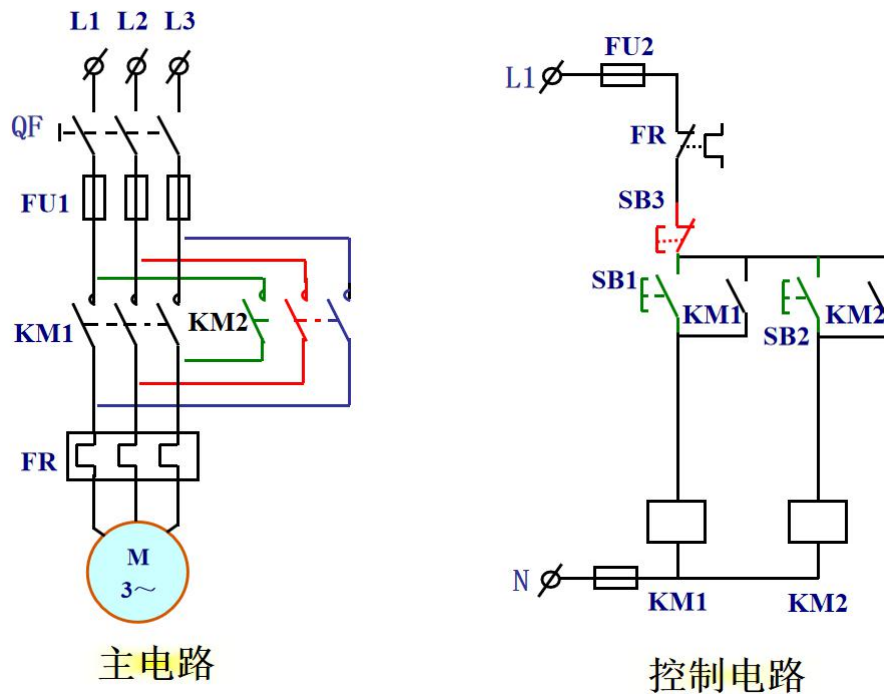 L1 L2 L3
QF
FU1
KM1
KM2
FR
M
3～
主电路
FU2
L1
FR
SB3
SB1
KM1
SB2
KM2
N
KM1
KM2
控制电路